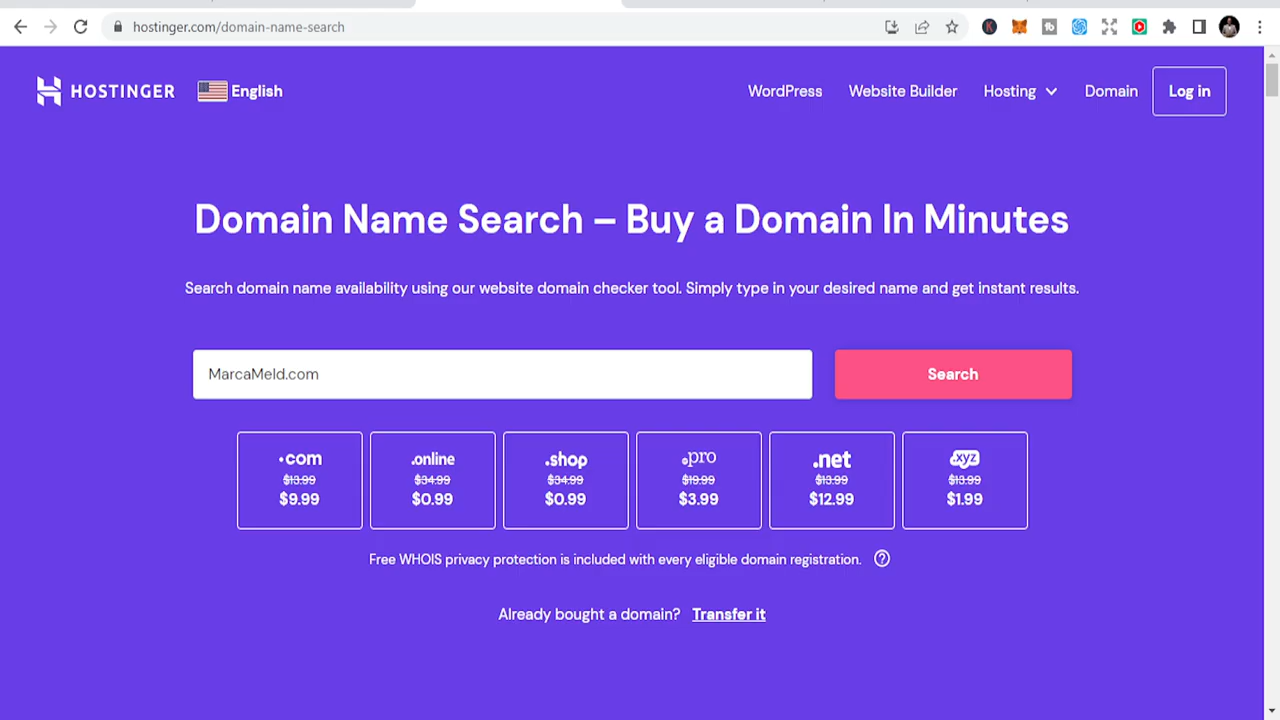 hostinger.com/domain-name-search
HOSTINGER English WordPress Website Builder Hosting Domain Log in
Domain Name Search – Buy a Domain In Minutes
Search domain name availability using our website domain checker tool. Simply type in your desired name and get instant results.
MarcaMeld.com Search
.com .online .shop .pro .net .xyz
$13.99 $34.99 $34.99 $19.99 $13.99 $13.99
$9.99 $0.99 $0.99 $3.99 $12.99 $1.99
Free WHOIS privacy protection is included with every eligible domain registration. ?
Already bought a domain? Transfer it